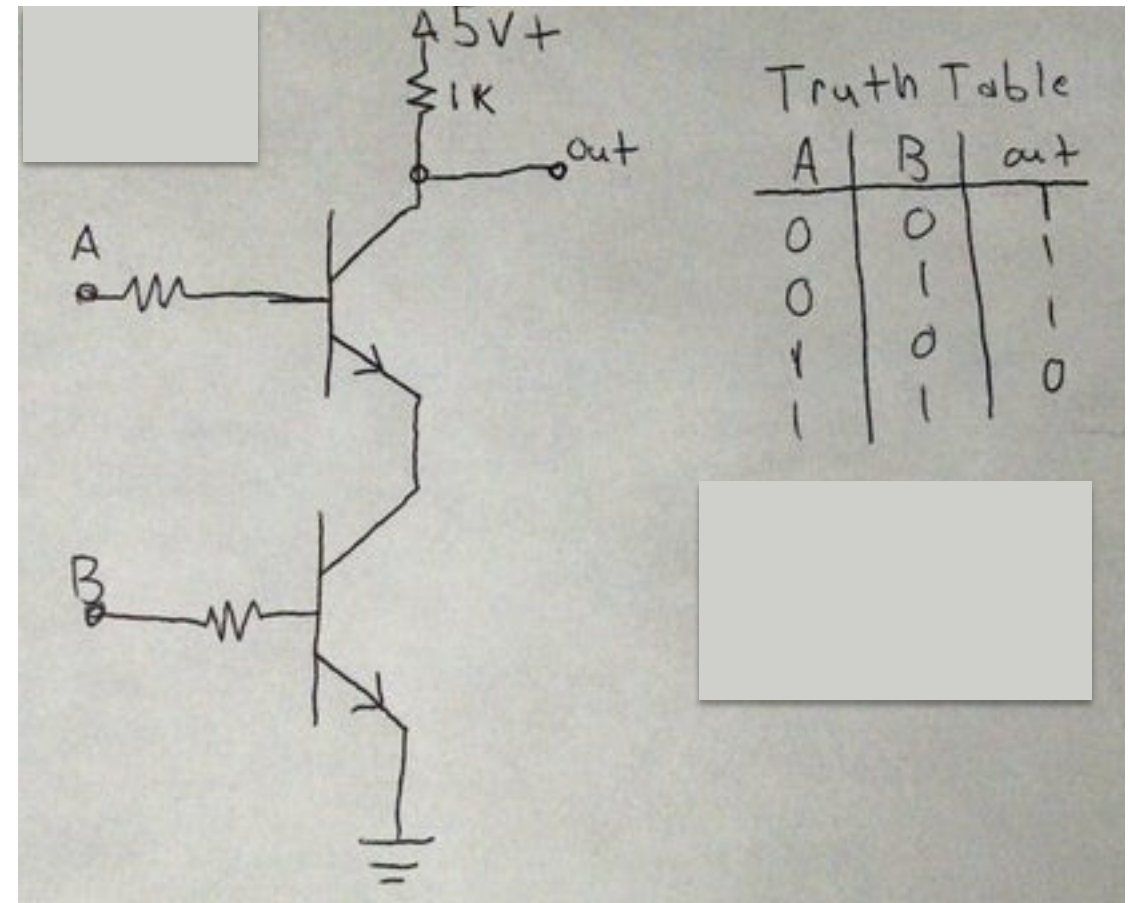 5V+
1K
out
A
B
Truth Table
A B out
0 0 1
0 1 1
1 0 1
1 1 0